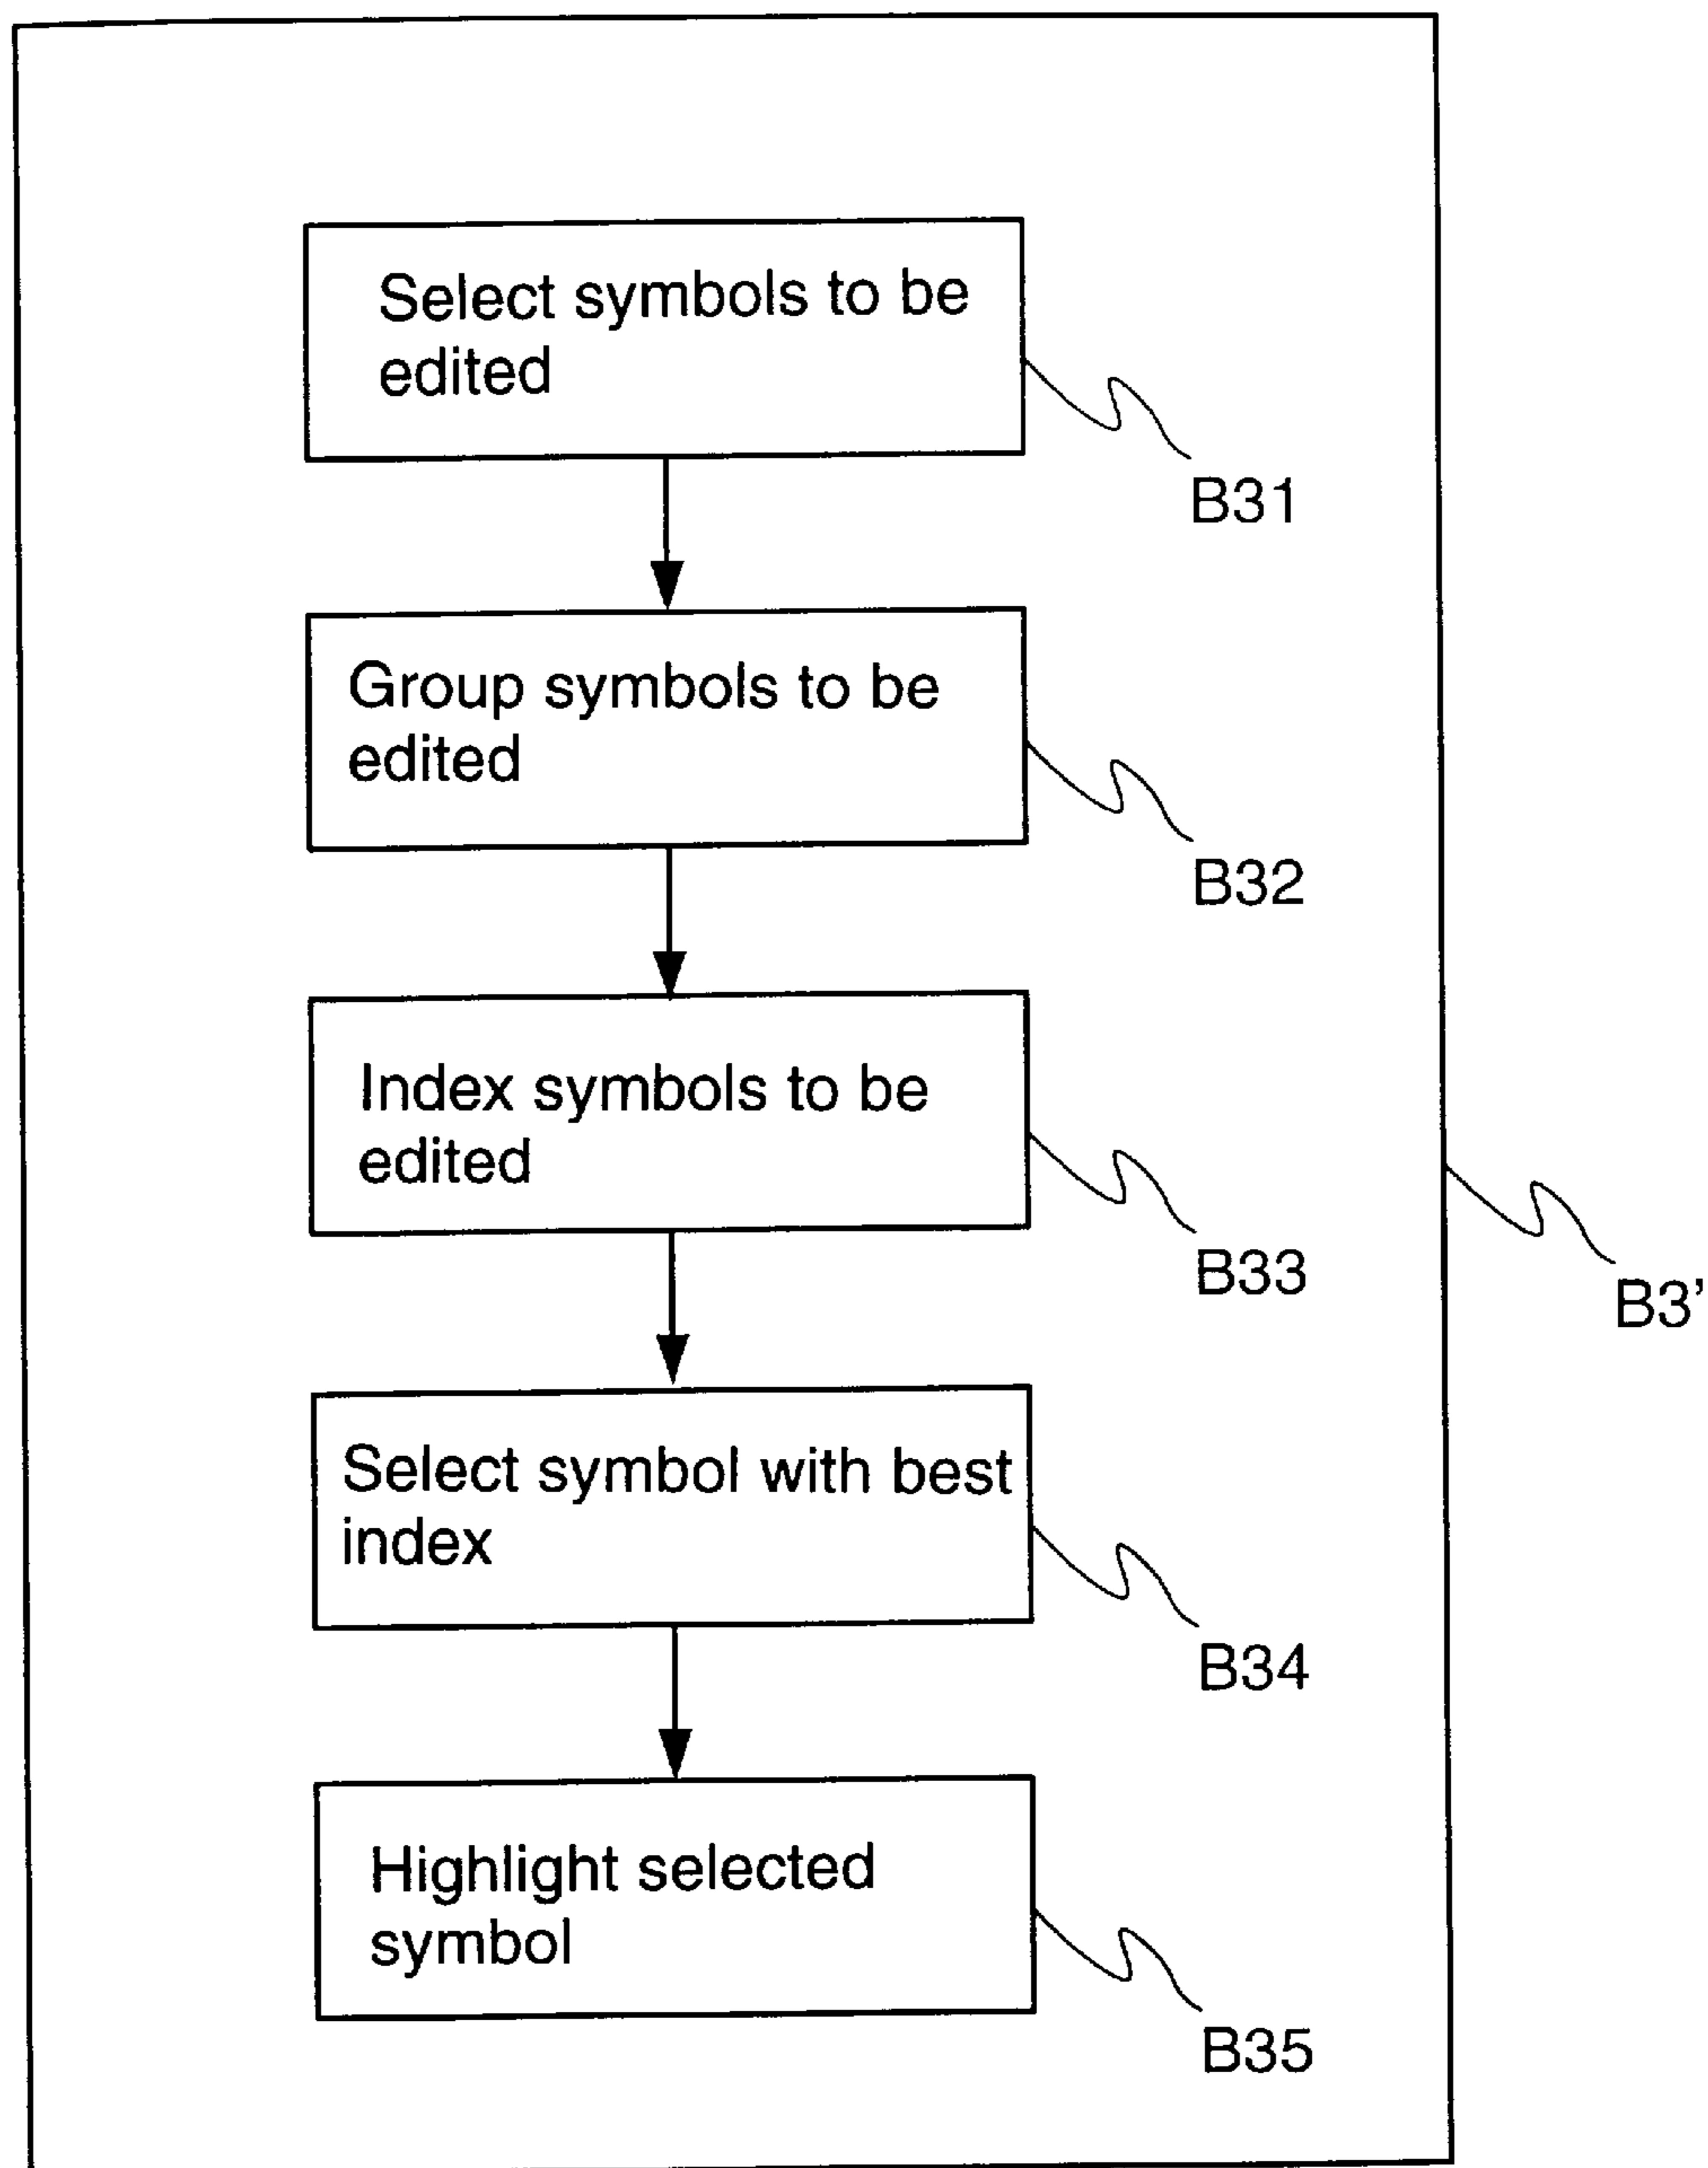 Select symbols to be
edited
B31
Group symbols to be
edited
B32
Index symbols to be
edited
B33
B3'
Select symbol with best
index
B34
Highlight selected
symbol
B35